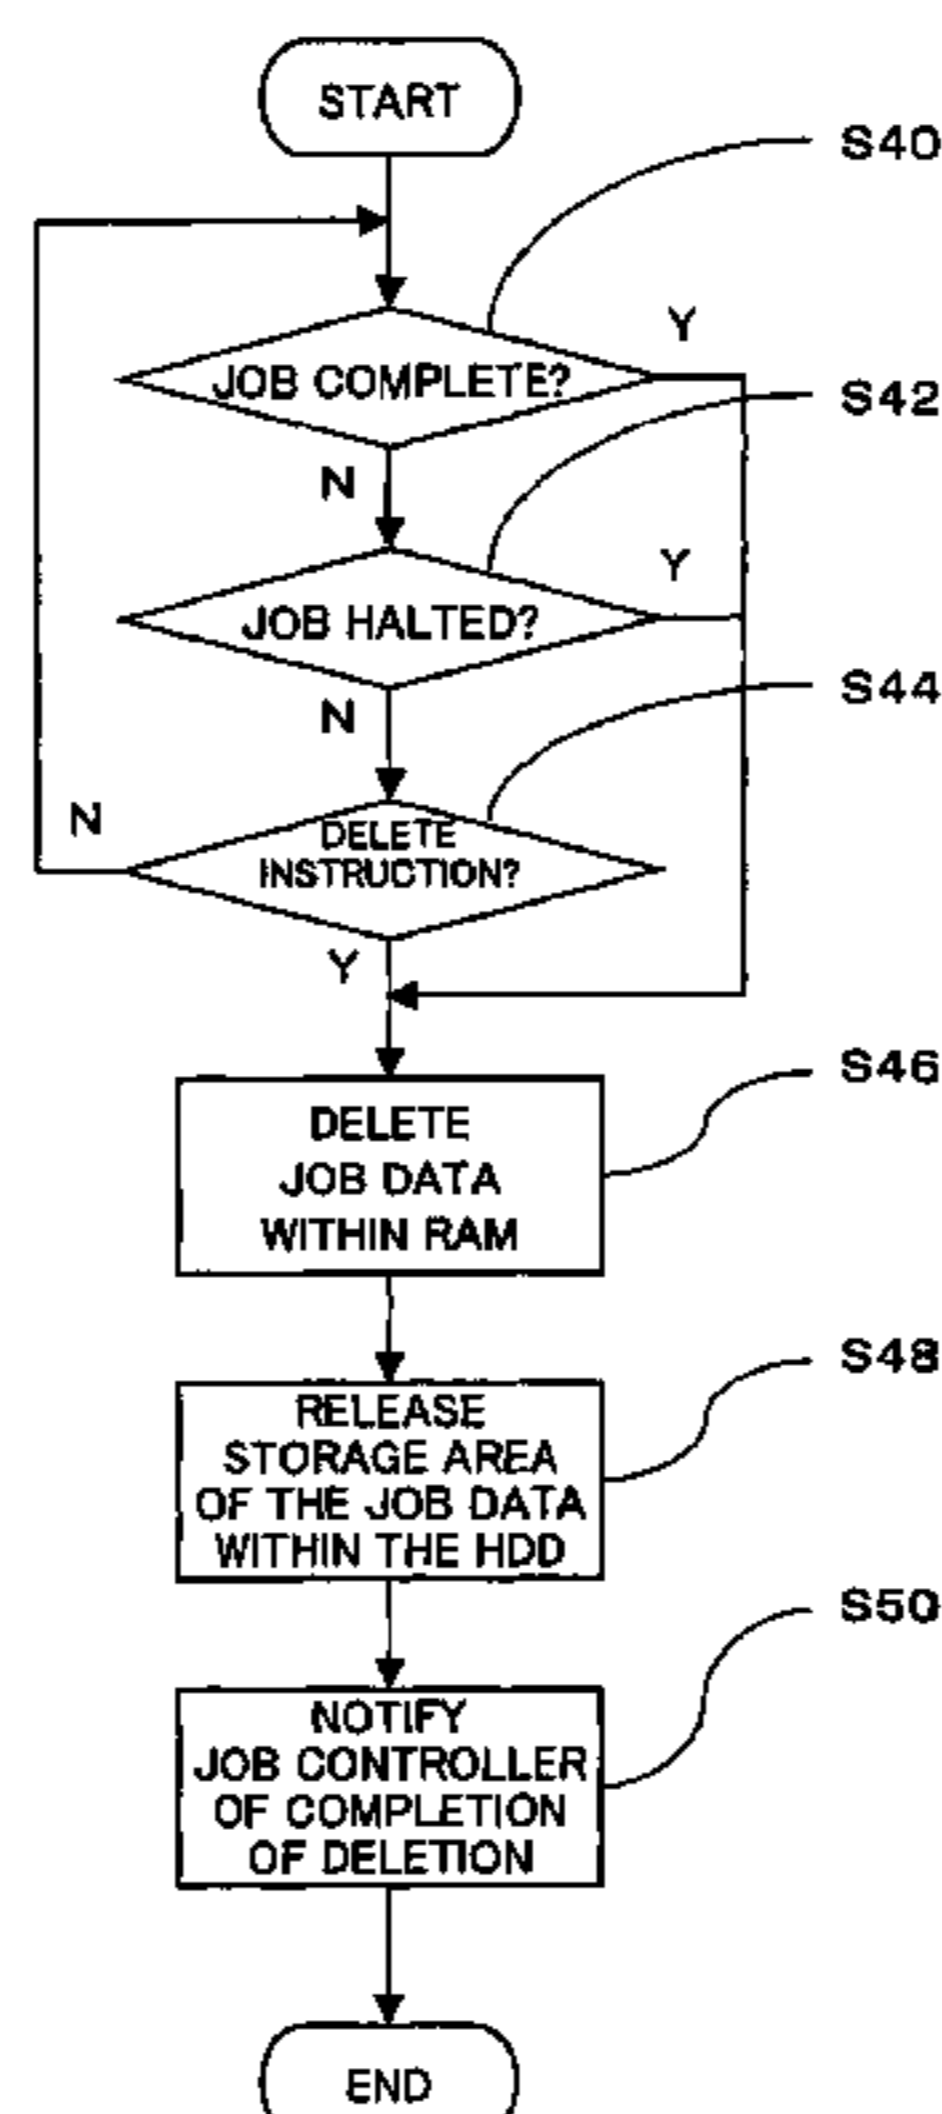 START
S40
Y
JOB COMPLETE?
S42
N
Y
JOB HALTED?
S44
N
N
DELETE
INSTRUCTION?
Y
S46
DELETE
JOB DATA
WITHIN RAM
S48
RELEASE
STORAGE AREA
OF THE JOB DATA
WITHIN THE HDD
S50
NOTIFY
JOB CONTROLLER
OF COMPLETION
OF DELETION
END